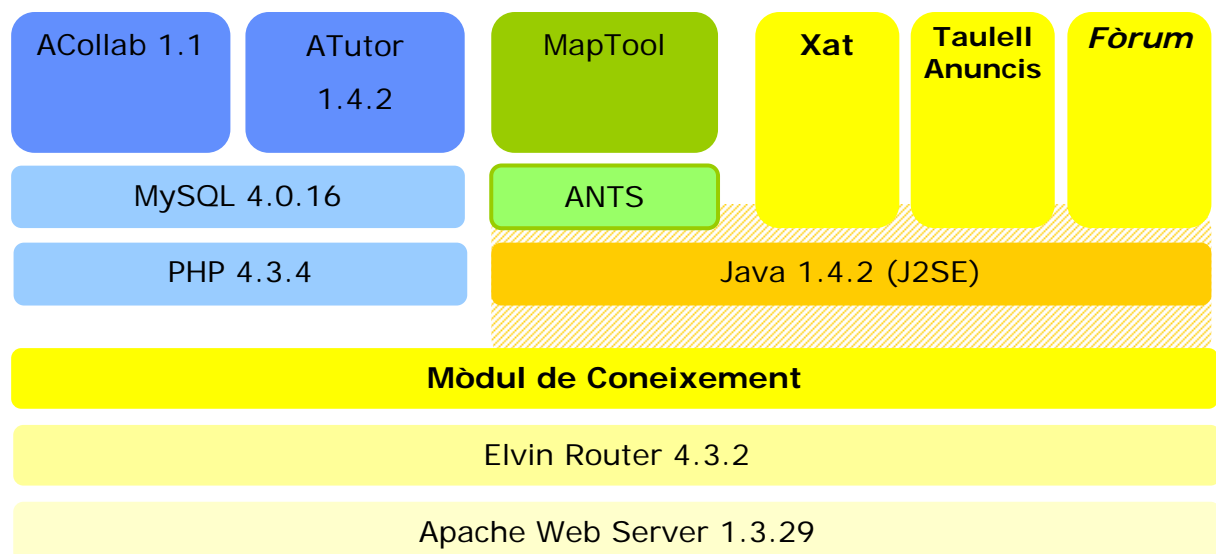 ACollab 1.1
ATutor
1.4.2
MapTool
Xat
Taulell
Anuncis
Fòrum
MySQL 4.0.16
ANTS
PHP 4.3.4
Java 1.4.2 (J2SE)
Mòdul de Coneixement
Elvin Router 4.3.2
Apache Web Server 1.3.29